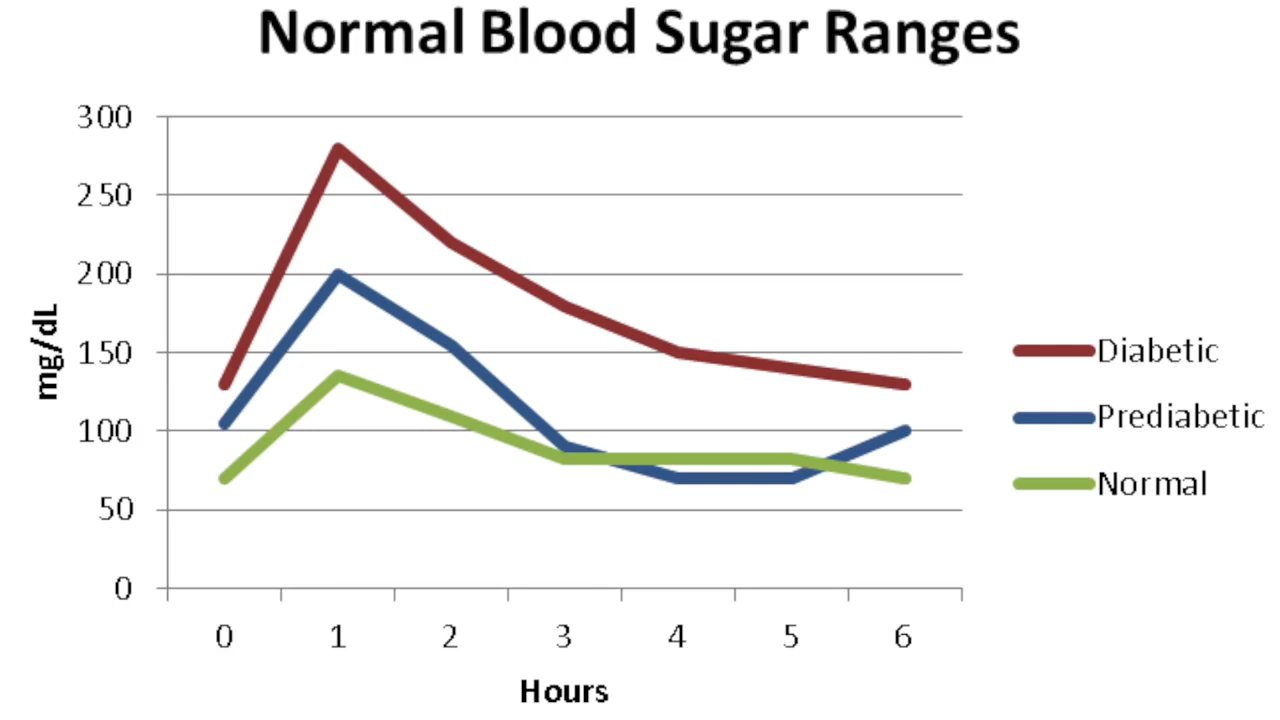 Normal Blood Sugar Ranges
300
250
200
150
100
50
0
mg/dL
0 1 2 3 4 5 6
Hours
Diabetic
Prediabetic
Normal